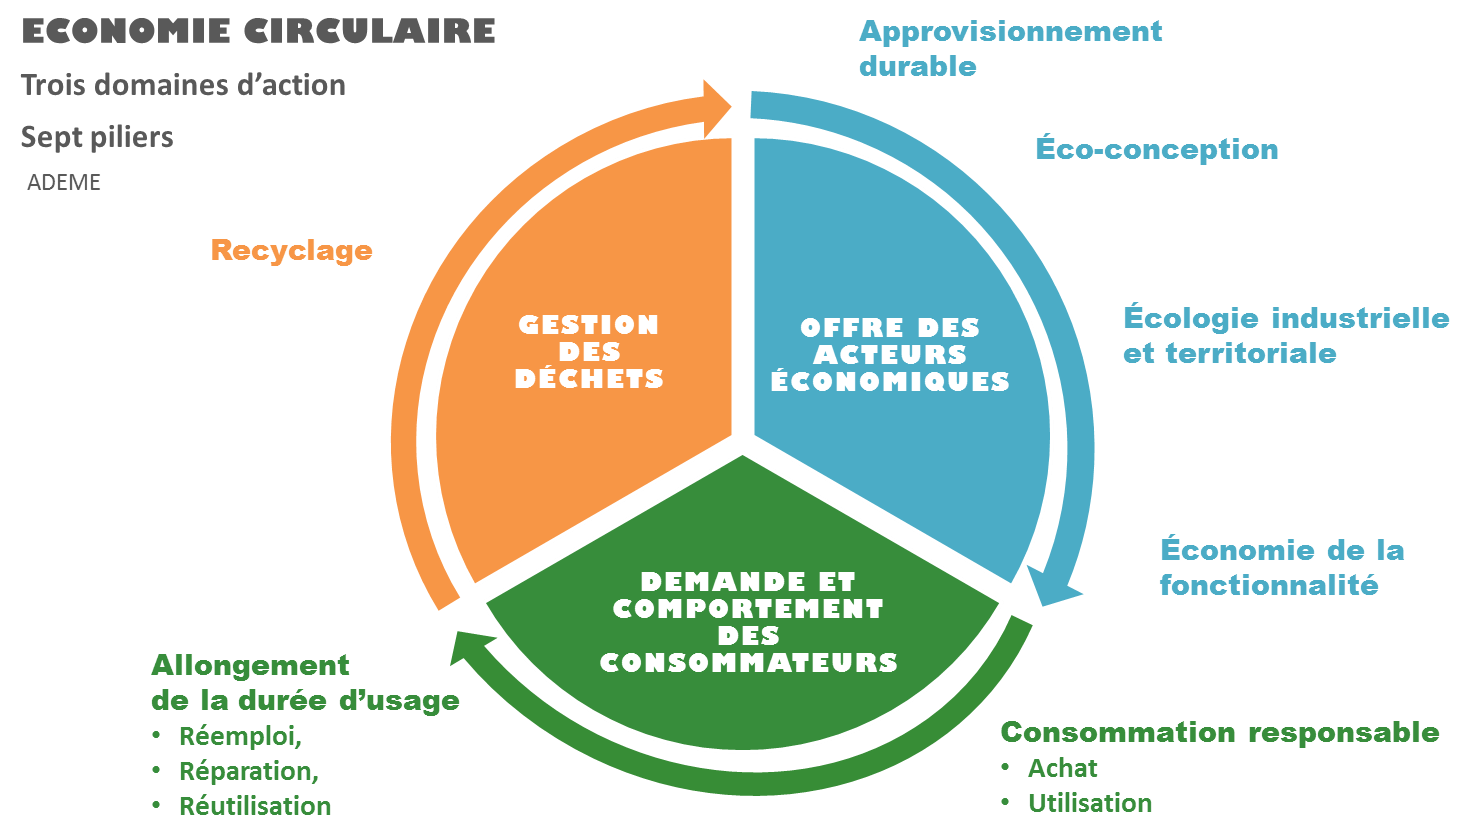 ECONOMIE CIRCULAIRE
Trois domaines d’action
Sept piliers
ADEME
Approvisionnement
durable
Éco-conception
Écologie industrielle
et territoriale
Économie de la
fonctionnalité
Recyclage
GESTION
DES
DÉCHETS
OFFRE DES
ACTEURS
ÉCONOMIQUES
DEMANDE ET
COMPORTEMENT
DES
CONSOMMATEURS
Consommation responsable
• Achat
• Utilisation
Allongement
de la durée d’usage
• Réemploi,
• Réparation,
• Réutilisation